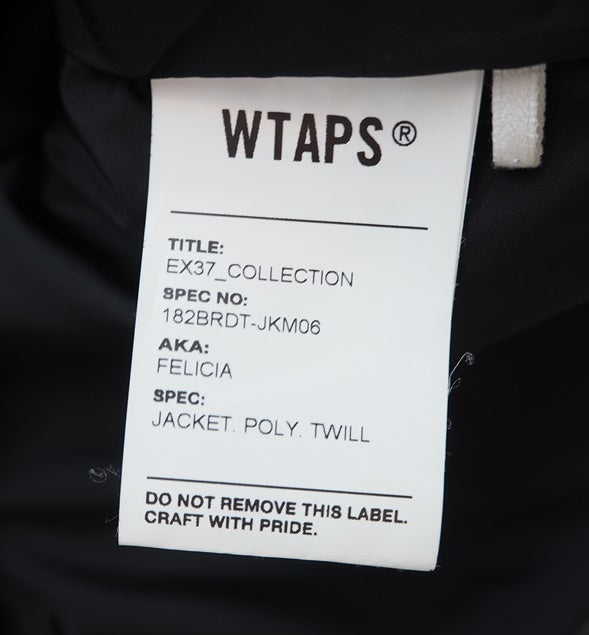 WTAPS®
TITLE:
EX37_COLLECTION
SPEC NO:
182BRDT-JKM06
AKA:
FELICIA
SPEC:
JACKET. POLY. TWILL
DO NOT REMOVE THIS LABEL.
CRAFT WITH PRIDE.